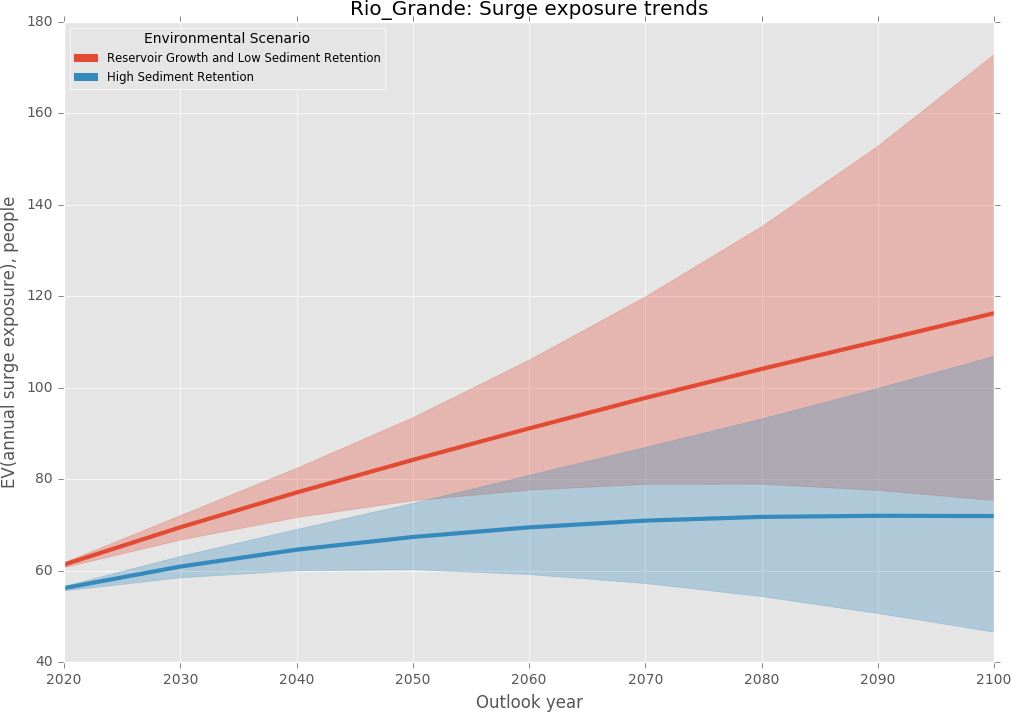 Rio_Grande: Surge exposure trends
Environmental Scenario
Reservoir Growth and Low Sediment Retention
High Sediment Retention
EV(annual surge exposure), people
180
160
140
120
100
80
60
40
2020 2030 2040 2050 2060 2070 2080 2090 2100
Outlook year